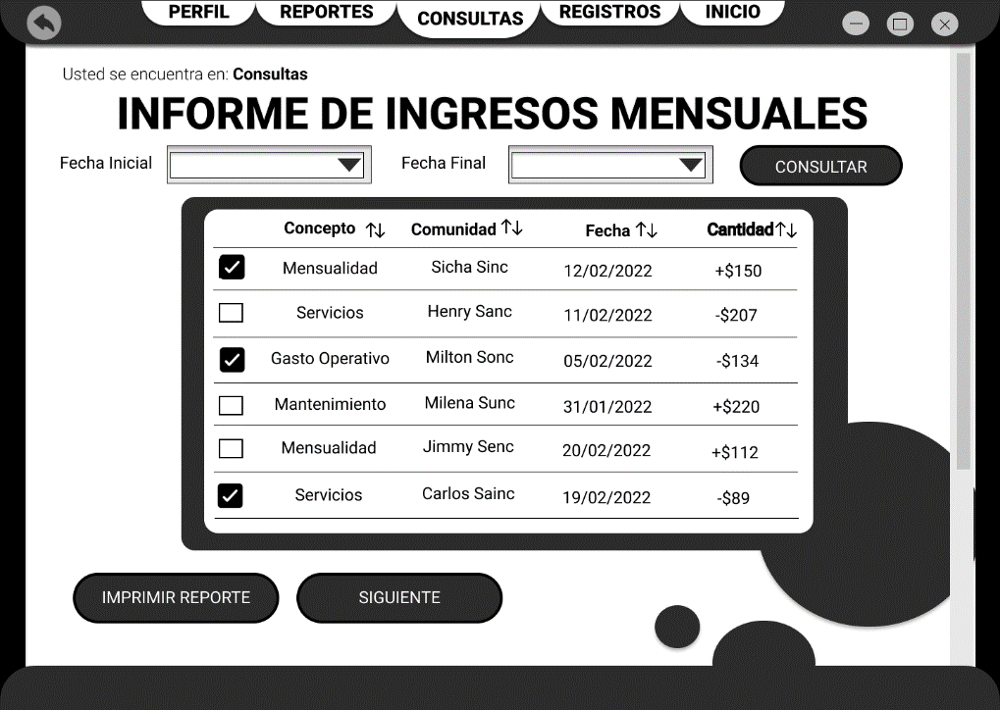 PERFIL REPORTES CONSULTAS REGISTROS INICIO
Usted se encuentra en: Consultas
INFORME DE INGRESOS MENSUALES
Fecha Inicial Fecha Final CONSULTAR
Concepto Comunidad Fecha Cantidad
Mensualidad Sicha Sinc 12/02/2022 +$150
Servicios Henry Sanc 11/02/2022 -$207
Gasto Operativo Milton Sonc 05/02/2022 -$134
Mantenimiento Milena Sunc 31/01/2022 +$220
Mensualidad Jimmy Senc 20/02/2022 +$112
Servicios Carlos Sainc 19/02/2022 -$89
IMPRIMIR REPORTE SIGUIENTE